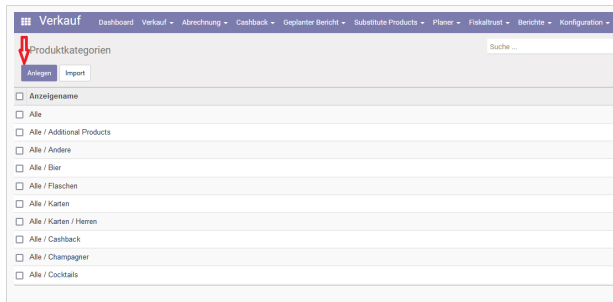 Verkauf Dashboard Verkauf Abrechnung Cashback Geplanter Bericht Substitute Products Planer Fiskaltrust Berichte Konfiguration
Produktkategorien Suche ...
Anlegen Import
Anzeigename
Alle
Alle / Additional Products
Alle / Andere
Alle / Bier
Alle / Flaschen
Alle / Karten
Alle / Karten / Herren
Alle / Cashback
Alle / Champagner
Alle / Cocktails